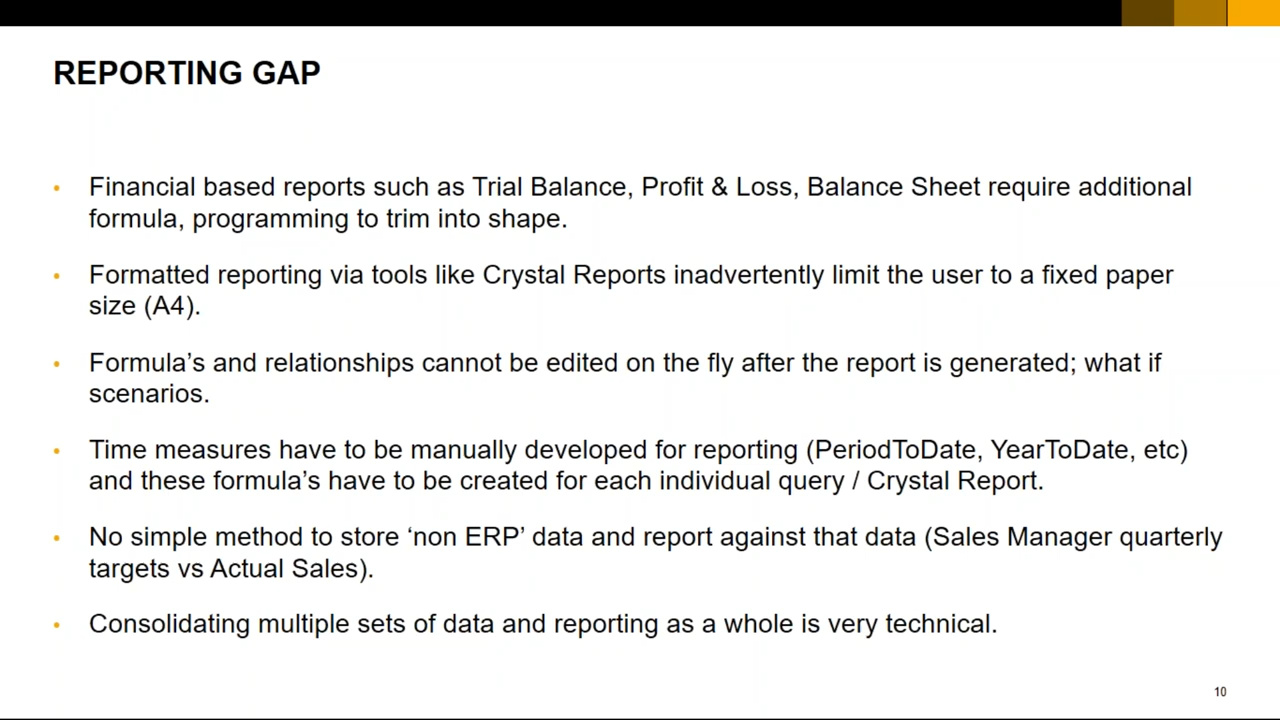 REPORTING GAP
• Financial based reports such as Trial Balance, Profit & Loss, Balance Sheet require additional
formula, programming to trim into shape.
• Formatted reporting via tools like Crystal Reports inadvertently limit the user to a fixed paper
size (A4).
• Formula’s and relationships cannot be edited on the fly after the report is generated; what if
scenarios.
• Time measures have to be manually developed for reporting (PeriodToDate, YearToDate, etc)
and these formula’s have to be created for each individual query / Crystal Report.
• No simple method to store ‘non ERP’ data and report against that data (Sales Manager quarterly
targets vs Actual Sales).
• Consolidating multiple sets of data and reporting as a whole is very technical.
10